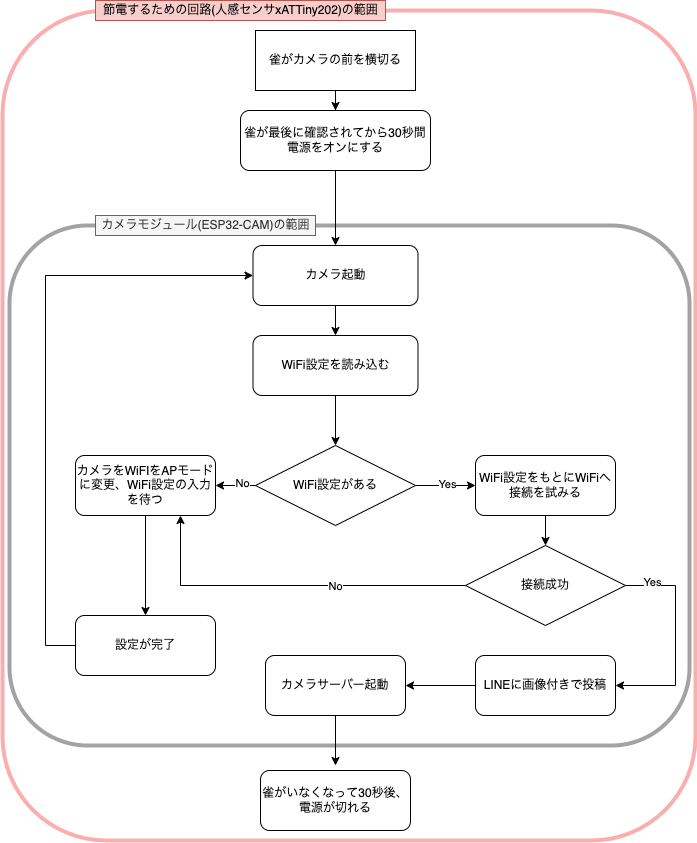 節電するための回路(人感センサxATTiny202)の範囲
雀がカメラの前を横切る
雀が最後に確認されてから30秒間
電源をオンにする
カメラモジュール(ESP32-CAM)の範囲
カメラ起動
WiFi設定を読み込む
WiFi設定がある
No
Yes
カメラをWiFIをAPモード
に変更、WiFi設定の入力
を待つ
WiFi設定をもとにWiFiへ
接続を試みる
接続成功
No
Yes
設定が完了
カメラサーバー起動
LINEに画像付きで投稿
雀がいなくなって30秒後、
電源が切れる